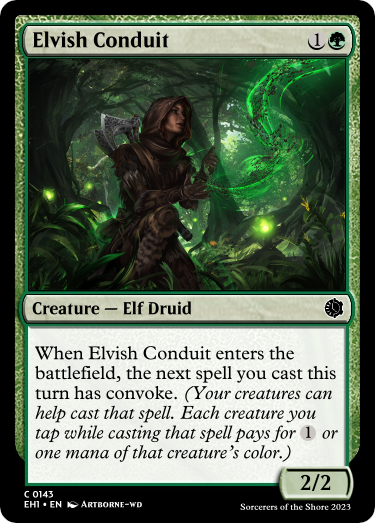 Elvish Conduit 1
Creature — Elf Druid
When Elvish Conduit enters the
battlefield, the next spell you cast this
turn has convoke. (Your creatures can
help cast that spell. Each creature you
tap while casting that spell pays for 1 or
one mana of that creature's color.)
2/2
C 0143
EH1 • EN Artborne-wd
Sorcerers of the Shore 2023